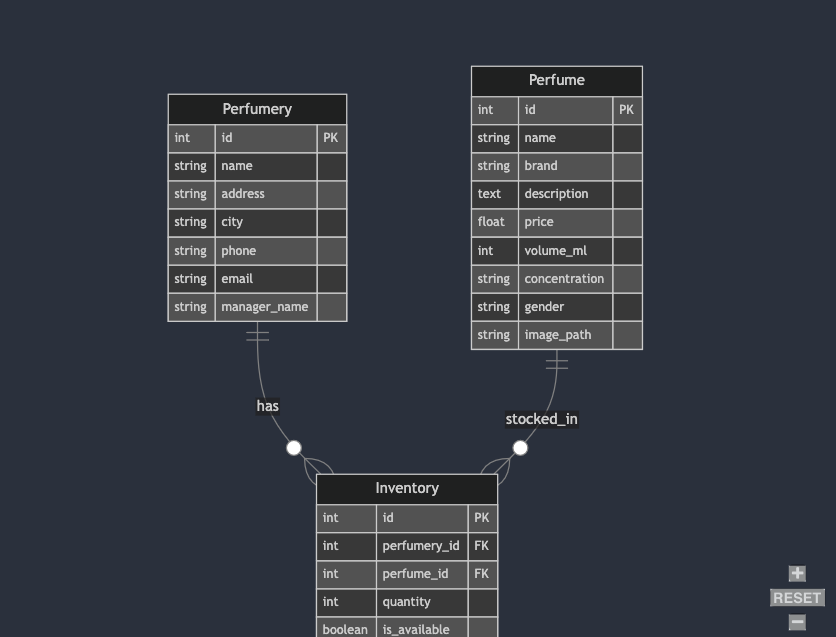 Perfumery
int id PK
string name
string address
string city
string phone
string email
string manager_name
Perfume
int id PK
string name
string brand
text description
float price
int volume_ml
string concentration
string gender
string image_path
has
stocked_in
Inventory
int id PK
int perfumery_id FK
int perfume_id FK
int quantity
boolean is_available
+
RESET
−